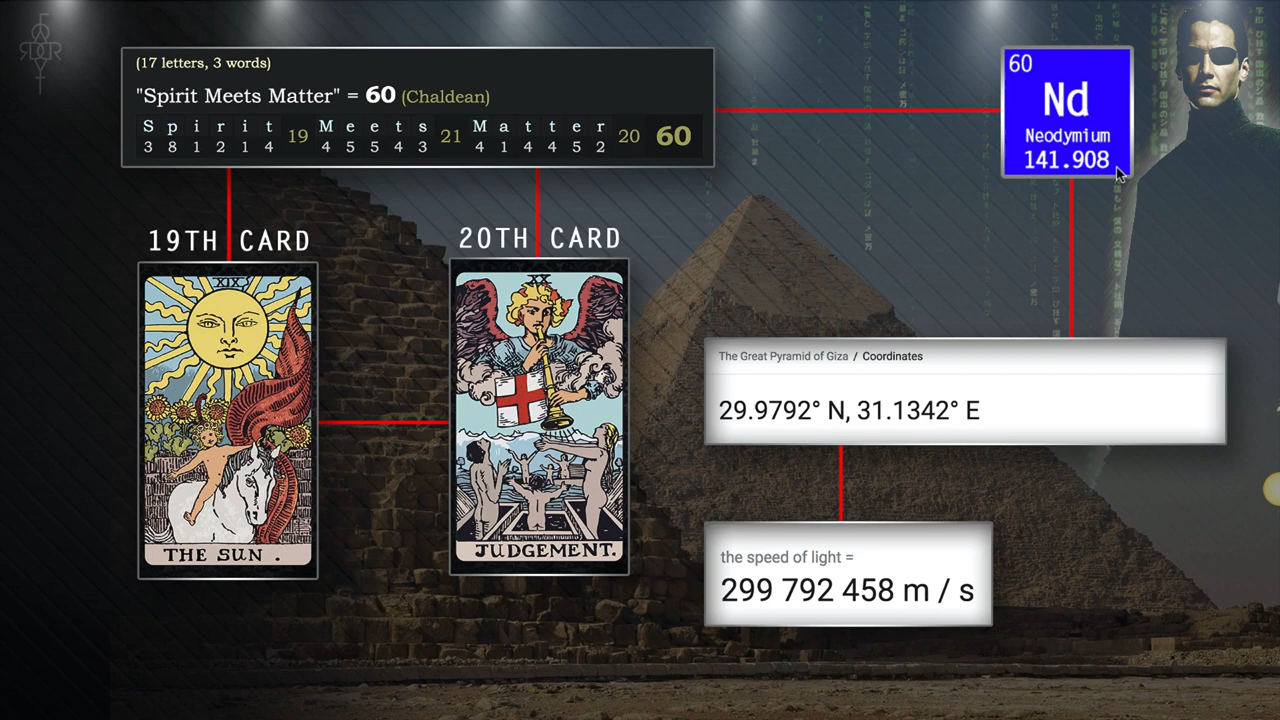 (17 letters, 3 words)
"Spirit Meets Matter" = 60 (Chaldean)
S p i r i t 19 M e e t s 21 M a t t e r 20 60
3 8 1 2 1 4 4 5 5 4 3 4 1 4 4 5 2
60
Nd
Neodymium
141.908
19TH CARD
20TH CARD
XIX
THE SUN .
XX
JUDGEMENT.
The Great Pyramid of Giza / Coordinates
29.9792° N, 31.1342° E
the speed of light =
299 792 458 m / s